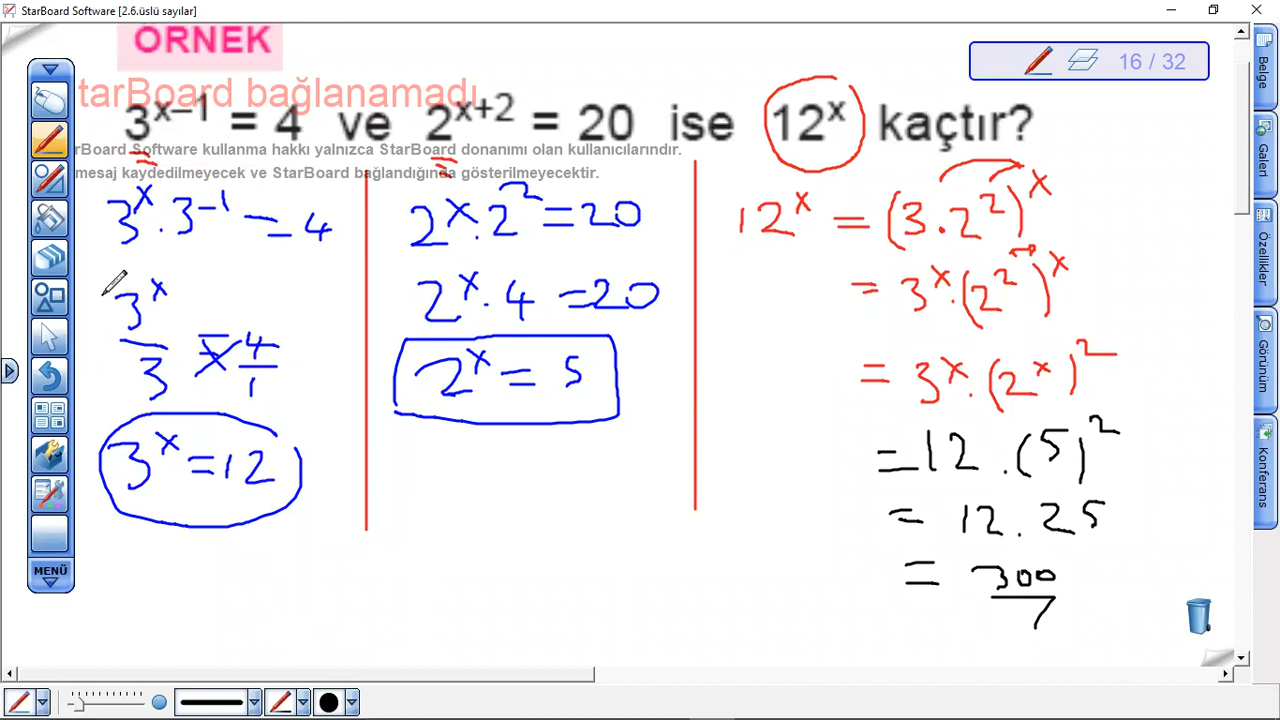 StarBoard Software [2.6.üslü sayılar]
ÖRNEK
16 / 32
tarBoard bağlanamadı
3^{x-1} = 4 ve 2^{x+2} = 20 ise 12^x kaçtır?
rBoard Software kullanma hakkı yalnızca StarBoard donanımı olan kullanıcılarındır.
mesaj kaydedilmeyecek ve StarBoard bağlandığında gösterilmeyecektir.
3^x . 3^{-1} = 4
3^x
3
4
1
3^x = 12
2^x . 2^2 = 20
2^x . 4 = 20
2^x = 5
12^x = (3 . 2^2)^x
= 3^x . (2^2)^x
= 3^x . (2^x)^2
= 12 . (5)^2
= 12 . 25
= 300
MENÜ
Belge
Özellikler
Görünüm
Konferans